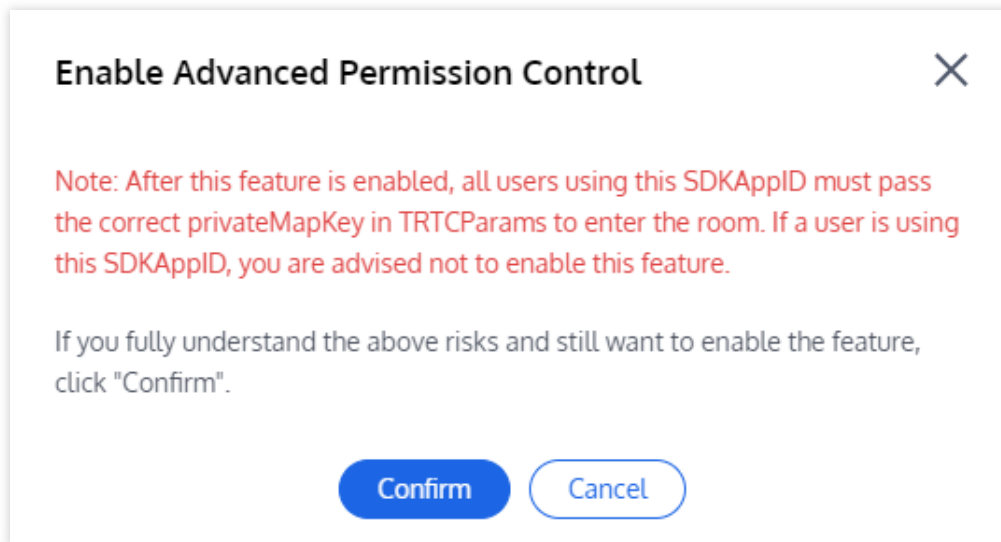 Enable Advanced Permission Control
Note: After this feature is enabled, all users using this SDKAppID must pass
the correct privateMapKey in TRTCParams to enter the room. If a user is using
this SDKAppID, you are advised not to enable this feature.
If you fully understand the above risks and still want to enable the feature,
click "Confirm".
Confirm
Cancel